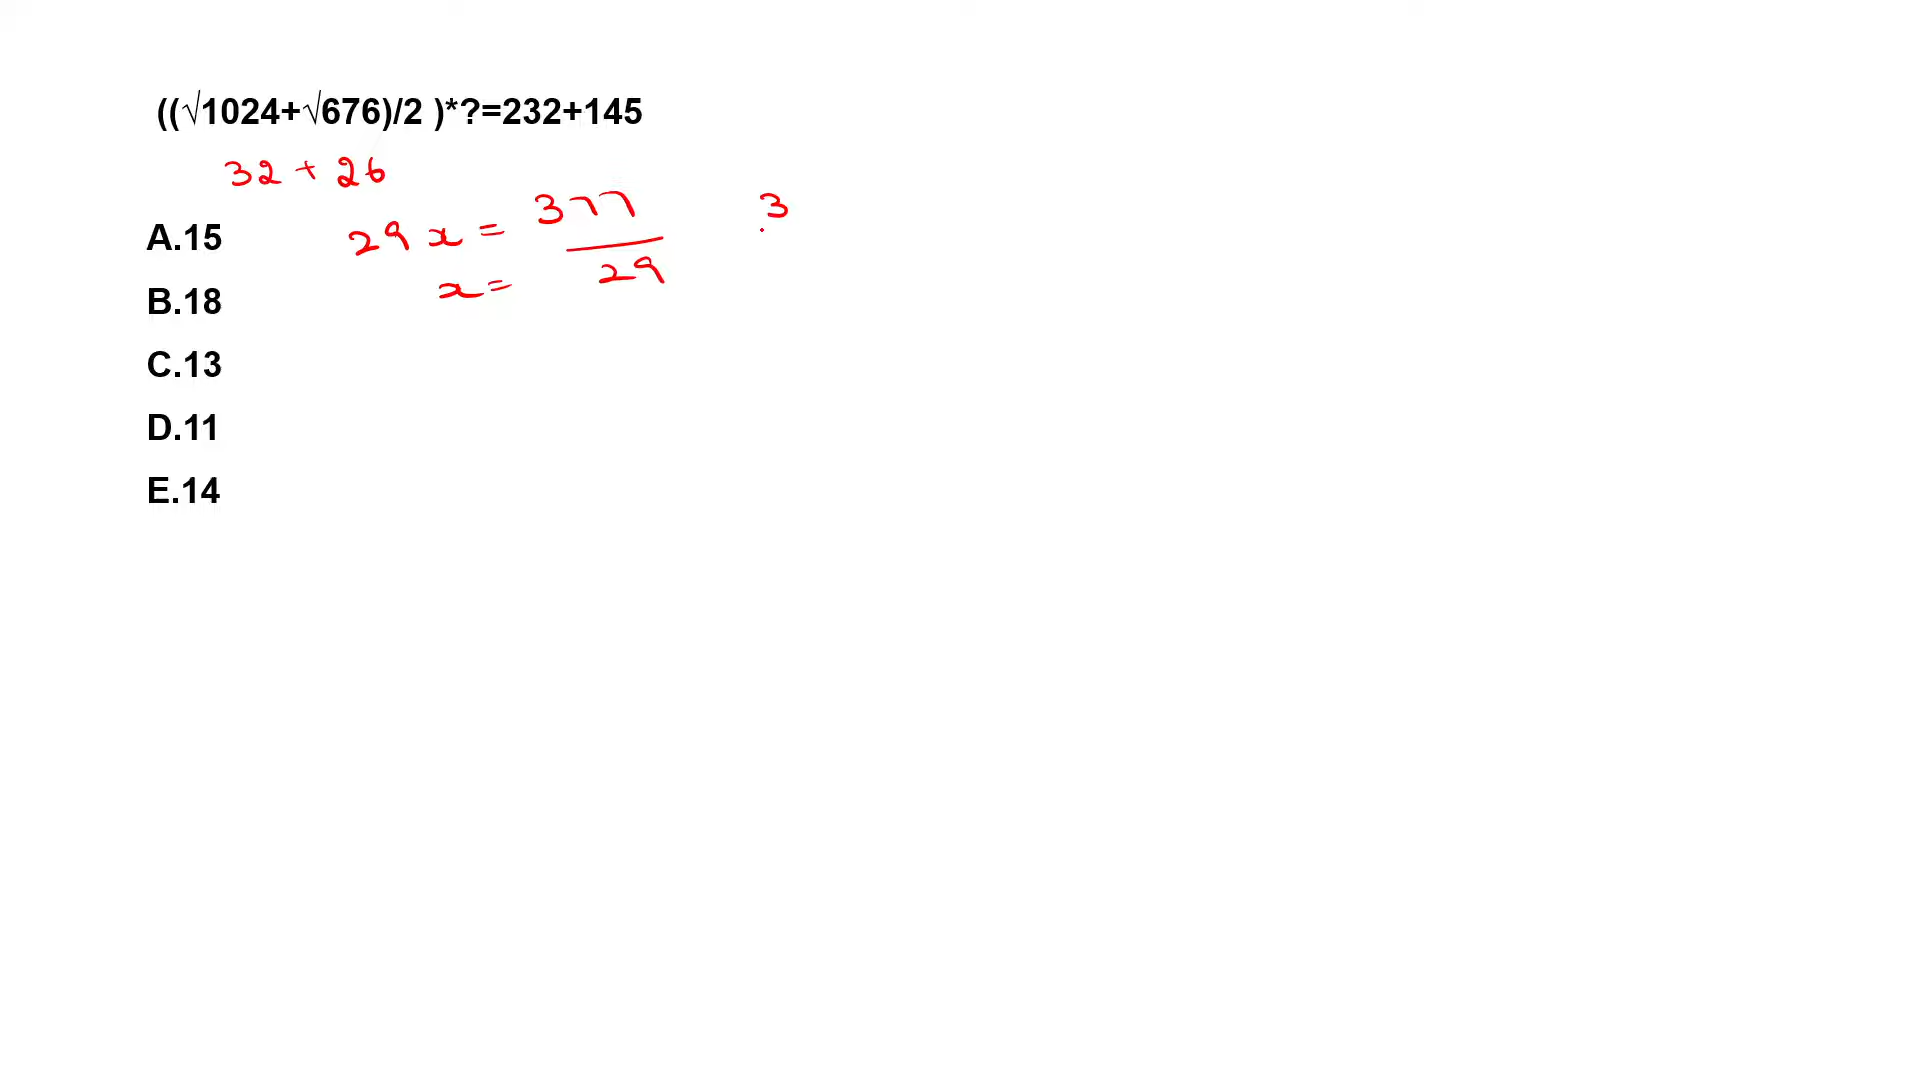 ((√1024+√676)/2 )*?=232+145
32 + 26
A.15
29 x = 377
3
x = 29
B.18
C.13
D.11
E.14